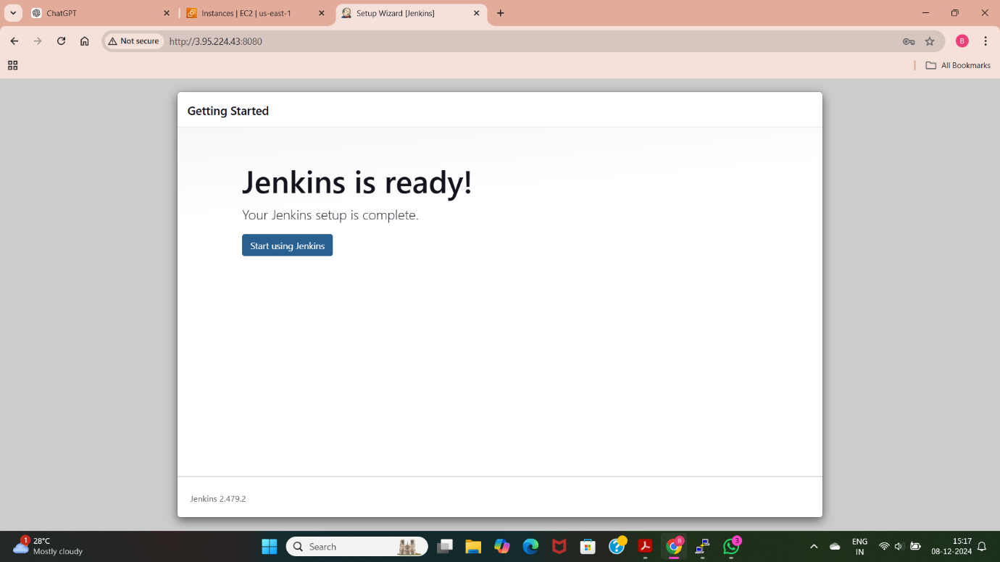 ChatGPT
Instances | EC2 | us-east-1
Setup Wizard [Jenkins]
Not secure
http://3.95.224.43:8080
B
All Bookmarks
Getting Started
Jenkins is ready!
Your Jenkins setup is complete.
Start using Jenkins
Jenkins 2.479.2
1
28°C
Mostly cloudy
Search
B
3
ENG
IN
15:17
08-12-2024